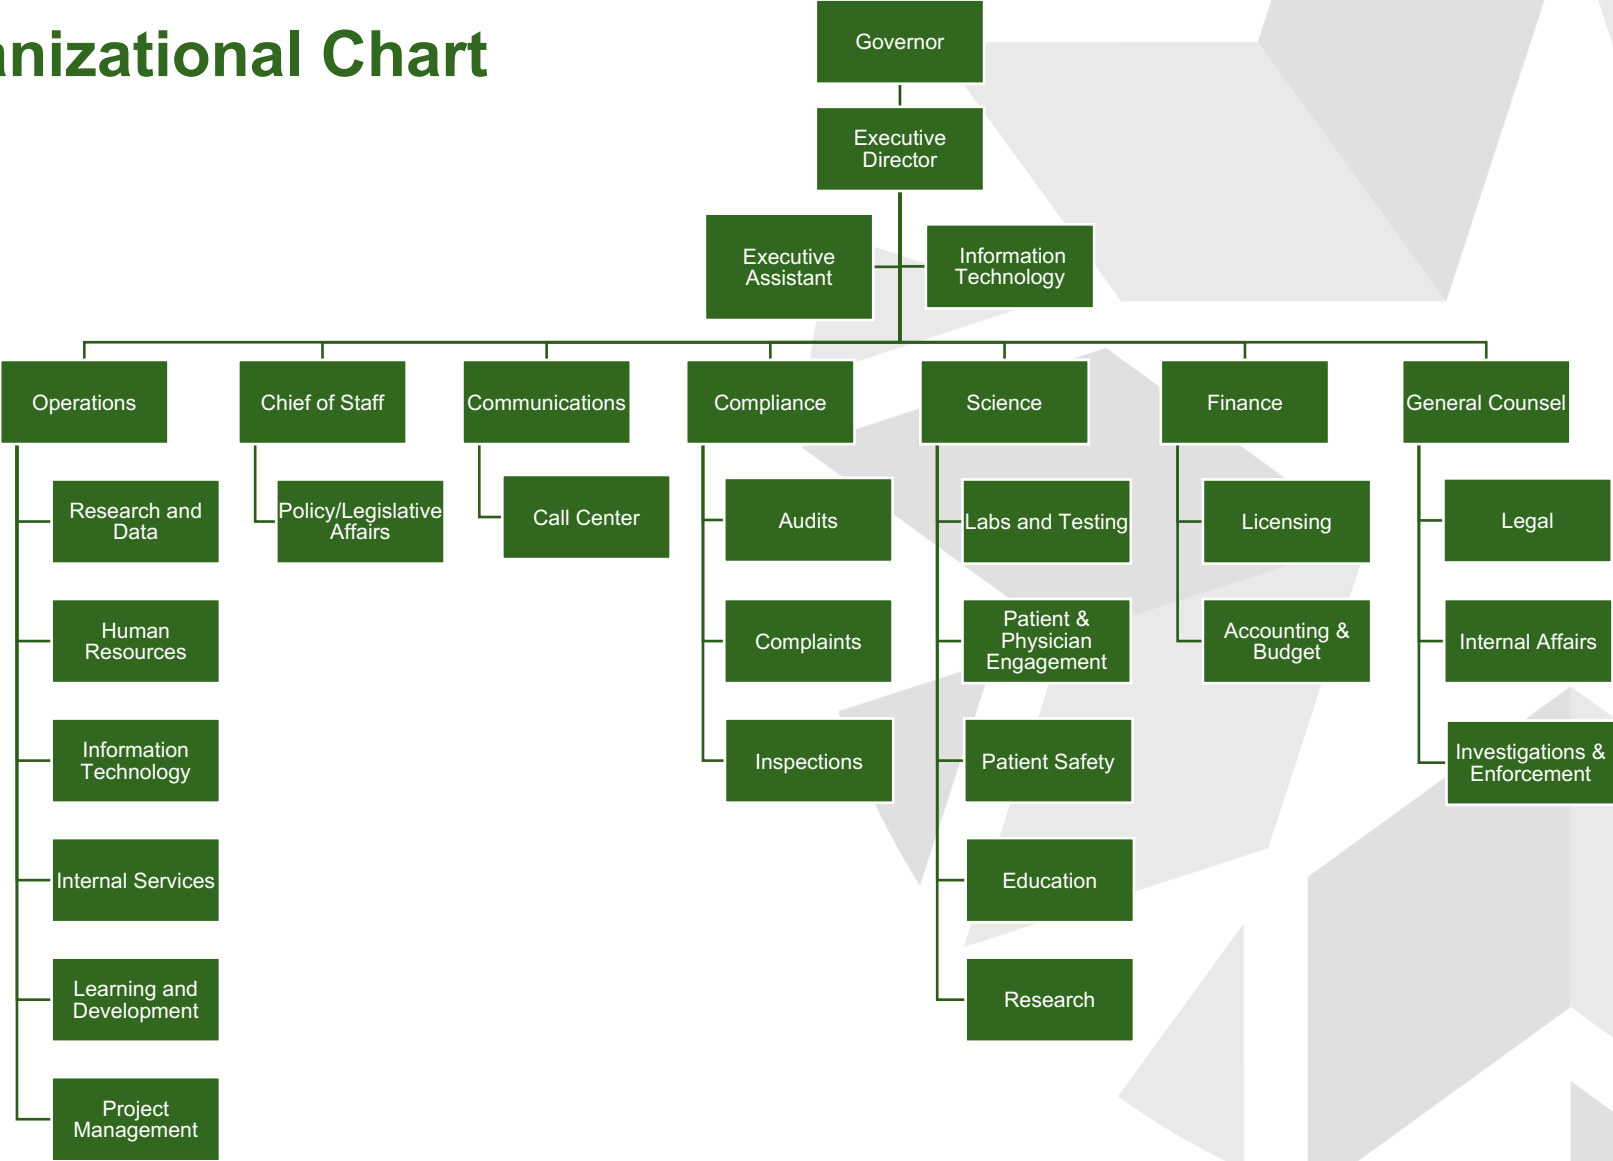 anizational Chart
Governor
Executive
Director
Executive
Assistant
Information
Technology
Operations
Chief of Staff
Communications
Compliance
Science
Finance
General Counsel
Research and
Data
Human
Resources
Information
Technology
Internal Services
Learning and
Development
Project
Management
Policy/Legislative
Affairs
Call Center
Audits
Complaints
Inspections
Labs and Testing
Patient &
Physician
Engagement
Patient Safety
Education
Research
Licensing
Accounting &
Budget
Legal
Internal Affairs
Investigations &
Enforcement